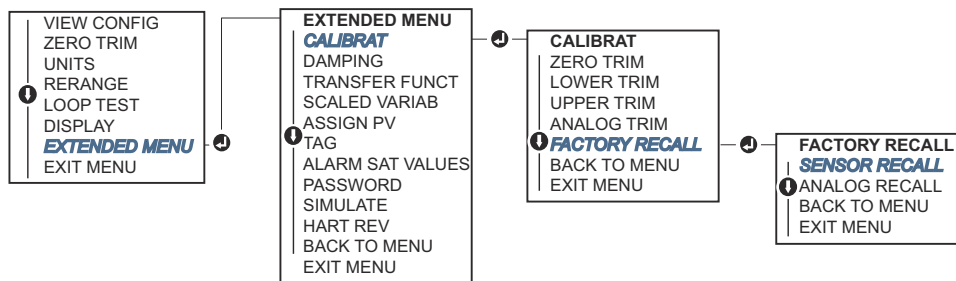 VIEW CONFIG
ZERO TRIM
UNITS
RERANGE
LOOP TEST
DISPLAY
EXTENDED MENU
EXIT MENU
EXTENDED MENU
CALIBRAT
DAMPING
TRANSFER FUNCT
SCALED VARIAB
ASSIGN PV
TAG
ALARM SAT VALUES
PASSWORD
SIMULATE
HART REV
BACK TO MENU
EXIT MENU
CALIBRAT
ZERO TRIM
LOWER TRIM
UPPER TRIM
ANALOG TRIM
FACTORY RECALL
BACK TO MENU
EXIT MENU
FACTORY RECALL
SENSOR RECALL
ANALOG RECALL
BACK TO MENU
EXIT MENU